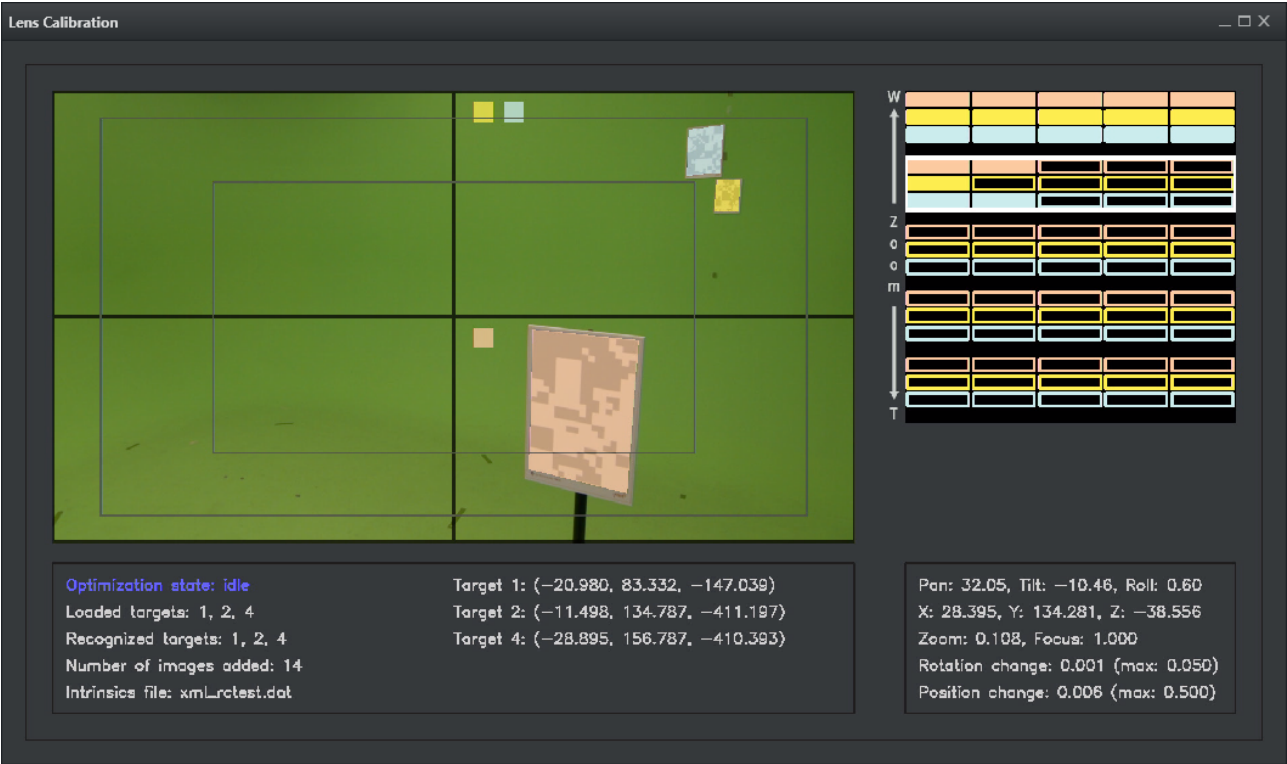 Lens Calibration
W
Zoom
T
Optimization state: idle
Loaded targets: 1, 2, 4
Recognized targets: 1, 2, 4
Number of images added: 14
Intrinsics file: xml_rctest.dat
Target 1: (−20.980, 83.332, −147.039)
Target 2: (−11.498, 134.787, −411.197)
Target 4: (−28.895, 156.787, −410.393)
Pan: 32.05, Tilt: −10.46, Roll: 0.60
X: 28.395, Y: 134.281, Z: −38.556
Zoom: 0.108, Focus: 1.000
Rotation change: 0.001 (max: 0.050)
Position change: 0.006 (max: 0.500)